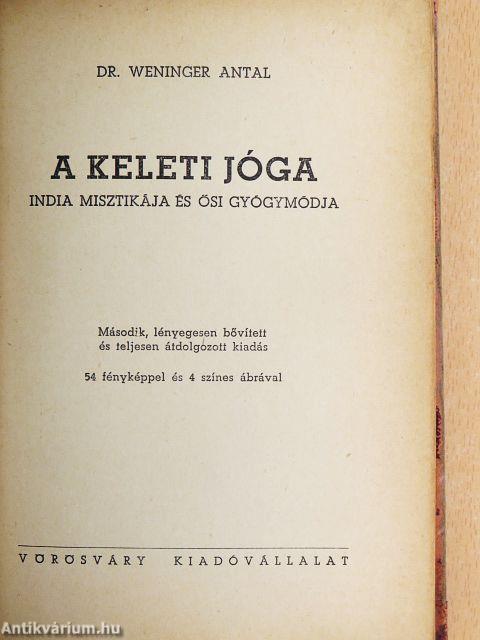 DR. WENINGER ANTAL
A KELETI JÓGA
INDIA MISZTIKÁJA ÉS ŐSI GYÓGYMÓDJA
Második, lényegesen bővített
és teljesen átdolgozott kiadás
54 fényképpel és 4 színes ábrával
VÖRÖSVÁRY KIADÓVÁLLALAT
Antikvárium.hu